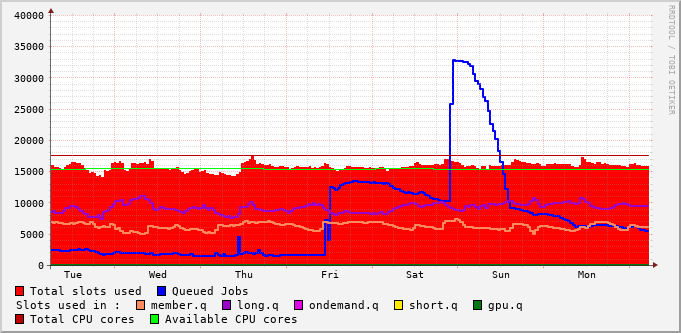 RRDTOOL / TOBI OETIKER
40000
35000
30000
25000
20000
15000
10000
5000
0
Tue Wed Thu Fri Sat Sun Mon
Total slots used Queued Jobs
Slots used in : member.q long.q ondemand.q short.q gpu.q
Total CPU cores Available CPU cores